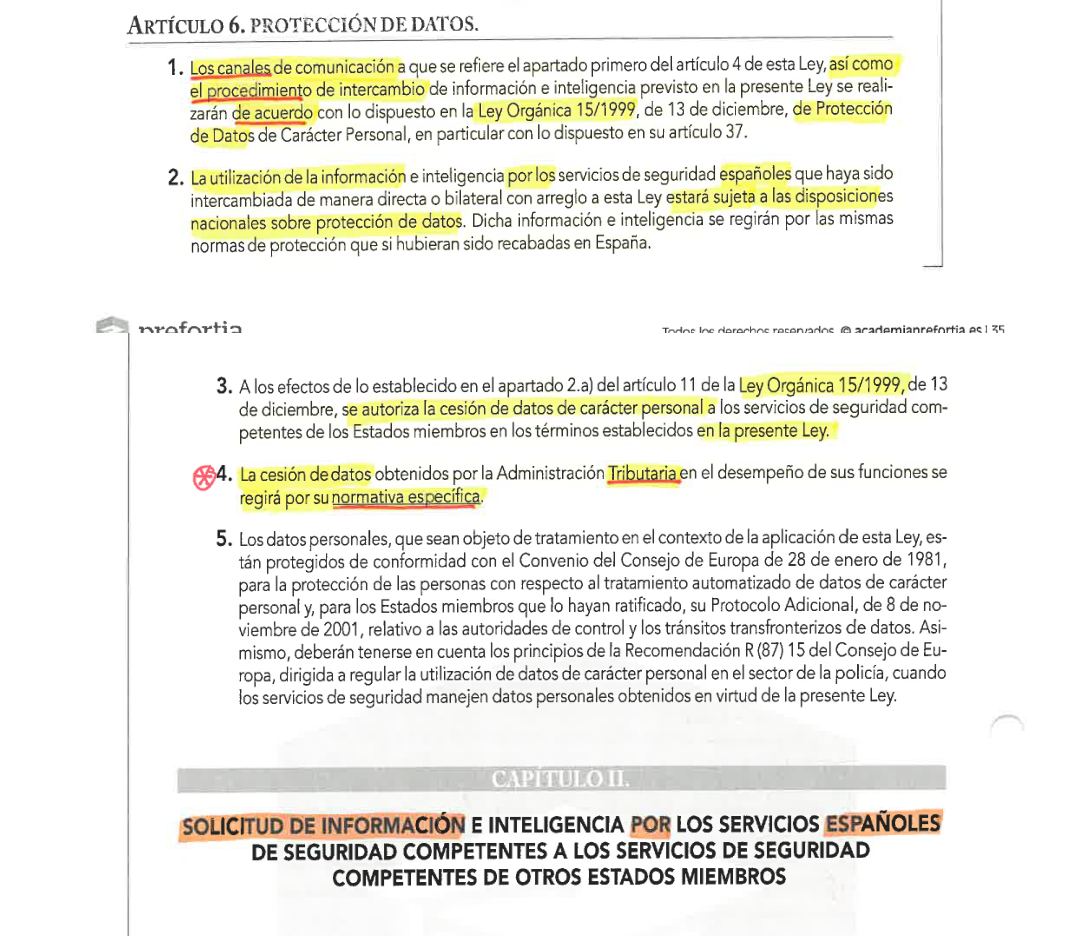 ARTÍCULO 6. PROTECCIÓN DE DATOS.
1. Los canales de comunicación a que se refiere el apartado primero del artículo 4 de esta Ley, así como
el procedimiento de intercambio de información e inteligencia previsto en la presente Ley se reali-
zarán de acuerdo con lo dispuesto en la Ley Orgánica 15/1999, de 13 de diciembre, de Protección
de Datos de Carácter Personal, en particular con lo dispuesto en su artículo 37.
2. La utilización de la información e inteligencia por los servicios de seguridad españoles que haya sido
intercambiada de manera directa o bilateral con arreglo a esta Ley estará sujeta a las disposiciones
nacionales sobre protección de datos. Dicha información e inteligencia se regirán por las mismas
normas de protección que si hubieran sido recabadas en España.
prefortia
Todos los derechos reservados © academiaprefortia.es | 35
3. A los efectos de lo establecido en el apartado 2.a) del artículo 11 de la Ley Orgánica 15/1999, de 13
de diciembre, se autoriza la cesión de datos de carácter personal a los servicios de seguridad com-
petentes de los Estados miembros en los términos establecidos en la presente Ley.
4. La cesión de datos obtenidos por la Administración Tributaria en el desempeño de sus funciones se
regirá por su normativa específica.
5. Los datos personales, que sean objeto de tratamiento en el contexto de la aplicación de esta Ley, es-
tán protegidos de conformidad con el Convenio del Consejo de Europa de 28 de enero de 1981,
para la protección de las personas con respecto al tratamiento automatizado de datos de carácter
personal y, para los Estados miembros que lo hayan ratificado, su Protocolo Adicional, de 8 de no-
viembre de 2001, relativo a las autoridades de control y los tránsitos transfronterizos de datos. Asi-
mismo, deberán tenerse en cuenta los principios de la Recomendación R (87) 15 del Consejo de Eu-
ropa, dirigida a regular la utilización de datos de carácter personal en el sector de la policía, cuando
los servicios de seguridad manejen datos personales obtenidos en virtud de la presente Ley.
CAPÍTULO II.
SOLICITUD DE INFORMACIÓN E INTELIGENCIA POR LOS SERVICIOS ESPAÑOLES
DE SEGURIDAD COMPETENTES A LOS SERVICIOS DE SEGURIDAD
COMPETENTES DE OTROS ESTADOS MIEMBROS